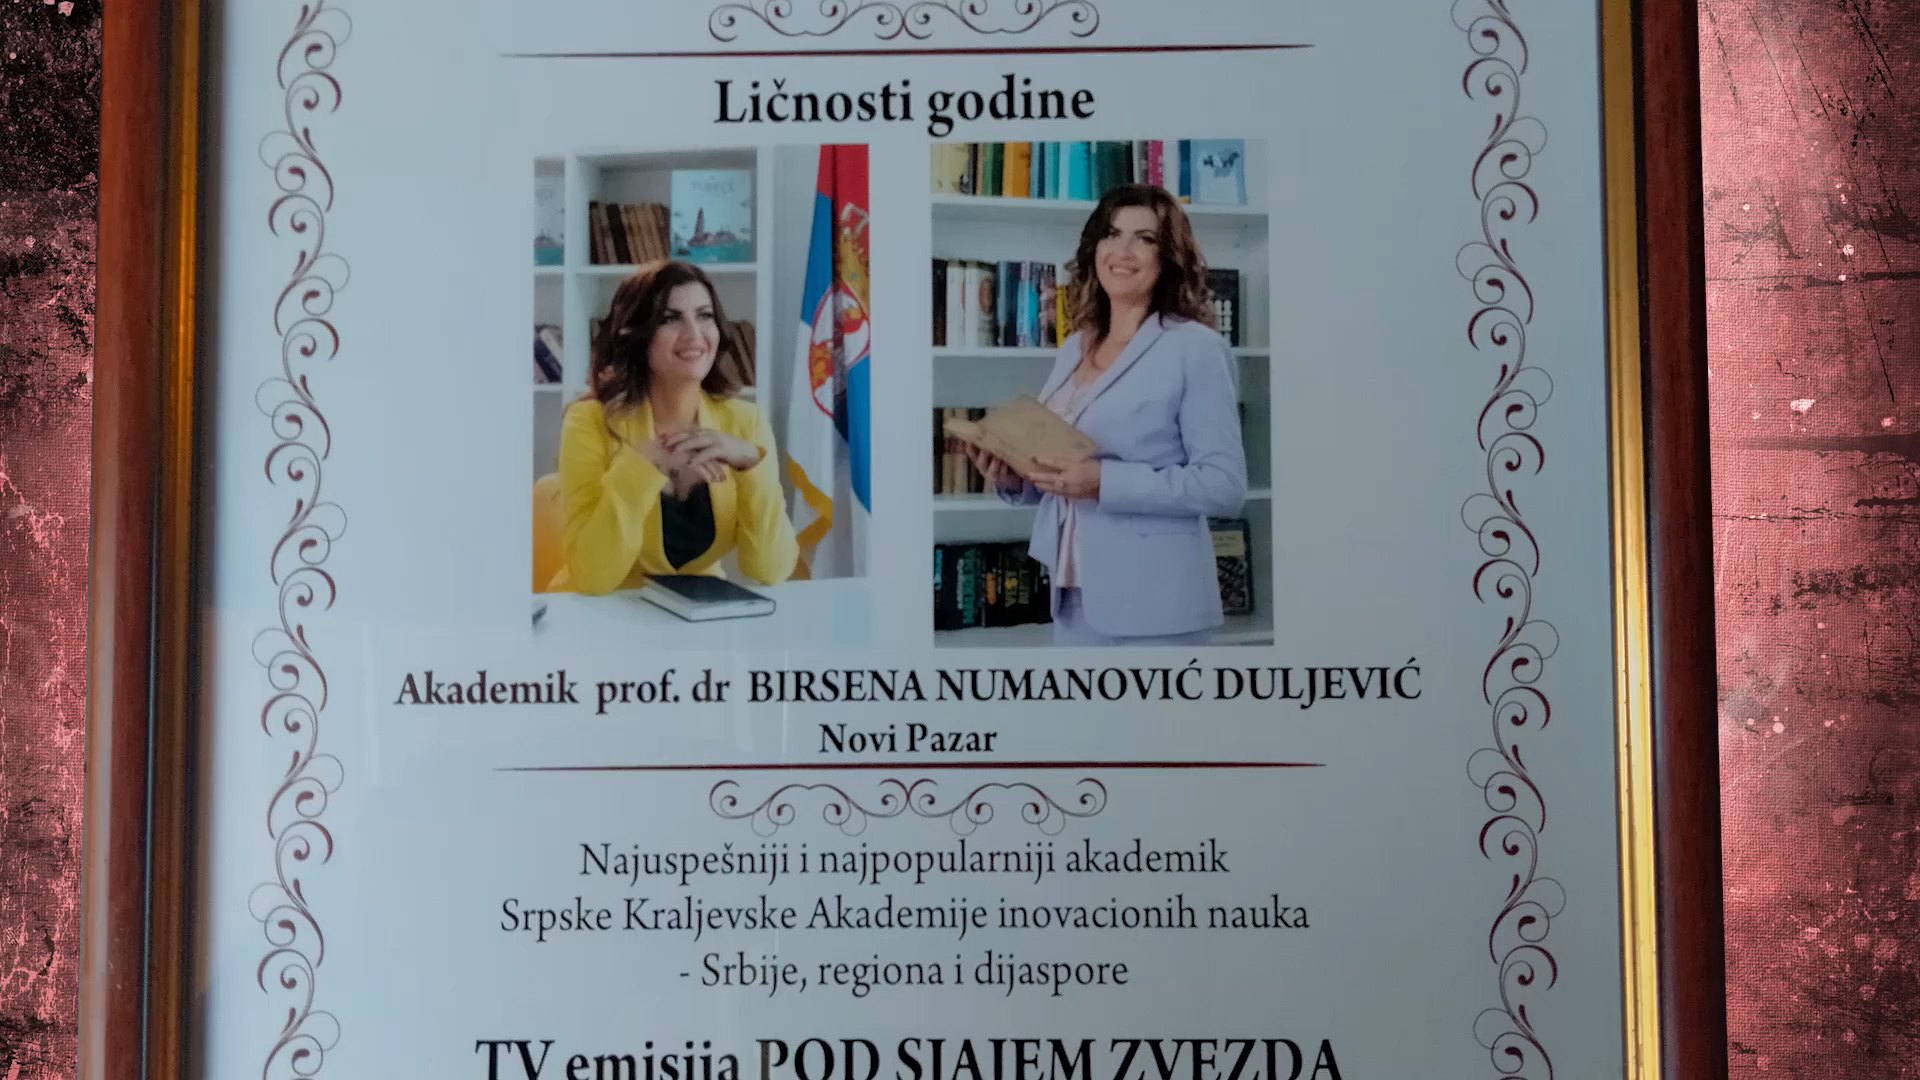 Ličnosti godine
Akademik prof. dr BIRSENA NUMANOVIĆ DULJEVIĆ
Novi Pazar
Najuspešniji i najpopularniji akademik
Srpske Kraljevske Akademije inovacionih nauka
- Srbije, regiona i dijaspore
TV emisija POD SJAJEM ZVEZDA